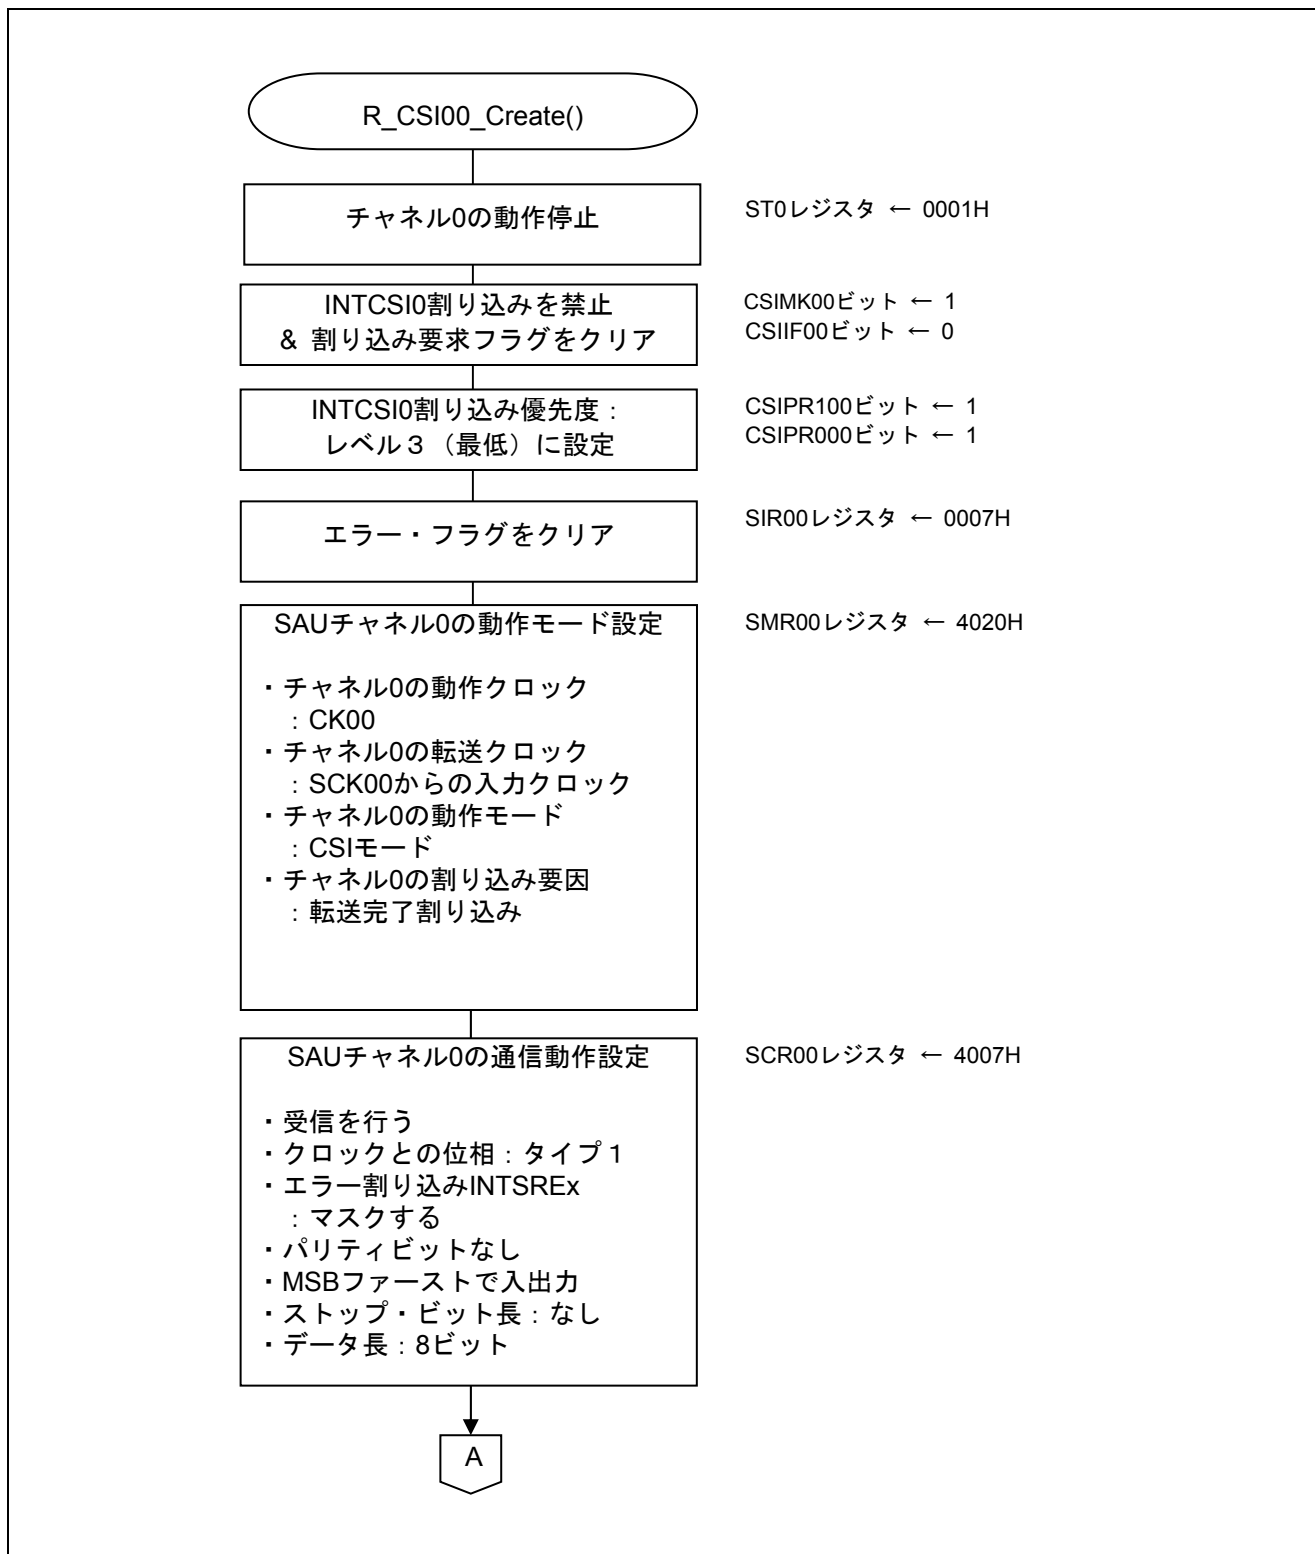 R_CSI00_Create()
チャネル0の動作停止
ST0レジスタ ← 0001H
INTCSI0割り込みを禁止
& 割り込み要求フラグをクリア
CSIMK00ビット ← 1
CSIIF00ビット ← 0
INTCSI0割り込み優先度：
レベル３（最低）に設定
CSIPR100ビット ← 1
CSIPR000ビット ← 1
エラー・フラグをクリア
SIR00レジスタ ← 0007H
SAUチャネル0の動作モード設定
SMR00レジスタ ← 4020H
・チャネル0の動作クロック
：CK00
・チャネル0の転送クロック
：SCK00からの入力クロック
・チャネル0の動作モード
：CSIモード
・チャネル0の割り込み要因
：転送完了割り込み
SAUチャネル0の通信動作設定
SCR00レジスタ ← 4007H
・受信を行う
・クロックとの位相：タイプ１
・エラー割り込みINTSREx
：マスクする
・パリティビットなし
・MSBファーストで入出力
・ストップ・ビット長：なし
・データ長：8ビット
A